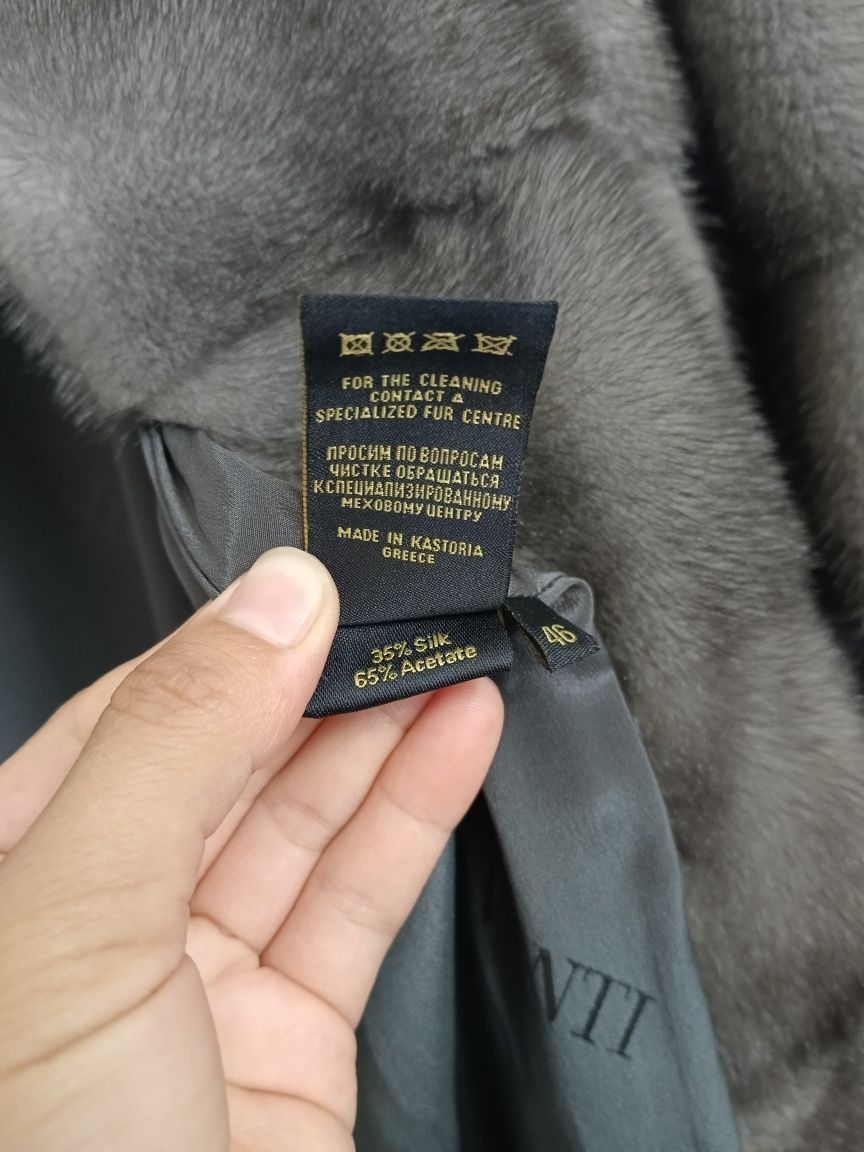 FOR THE CLEANING
CONTACT A
SPECIALIZED FUR CENTRE
ПРОСИМ ПО ВОПРОСАМ
ЧИСТКЕ ОБРАЩАТЬСЯ
К СПЕЦИАЛИЗИРОВАННОМУ
МЕХОВОМУ ЦЕНТРУ
MADE IN KASTORIA
GREECE
35% Silk
65% Acetate
46